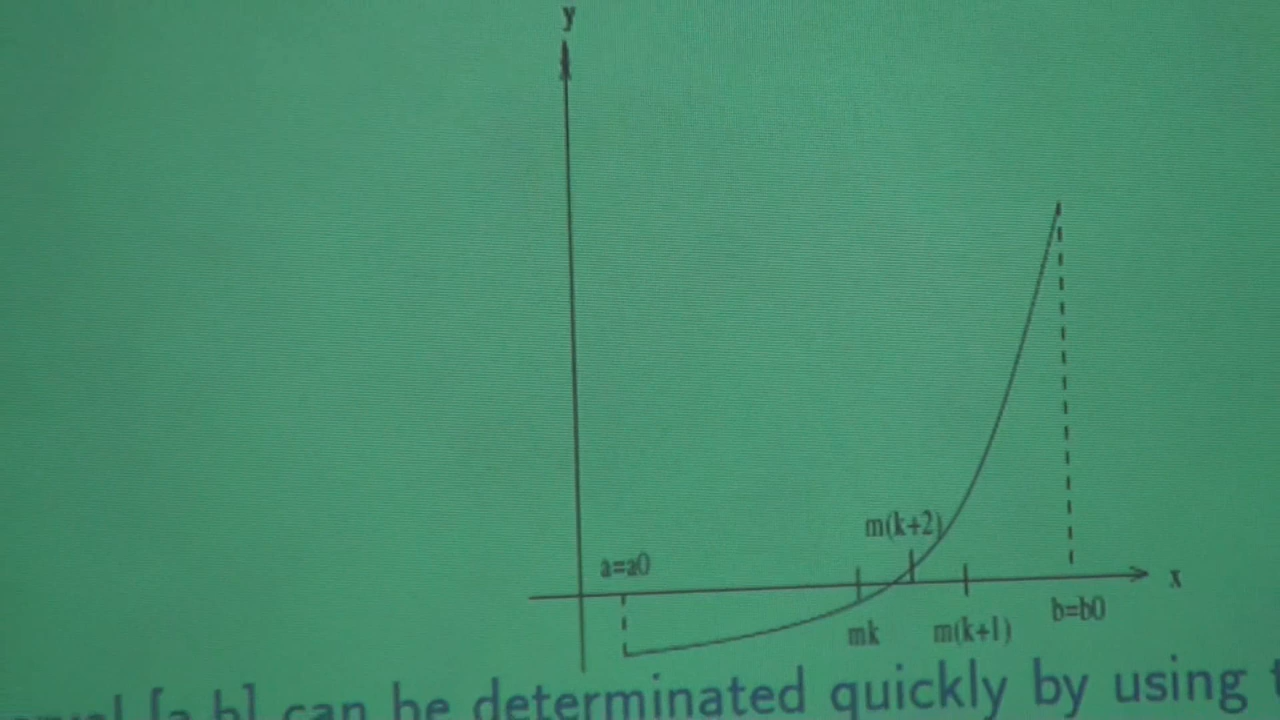 y
m(k+2)
a=a0
x
b=b0
mk
m(k+1)
[a,b] can be determinated quickly by using